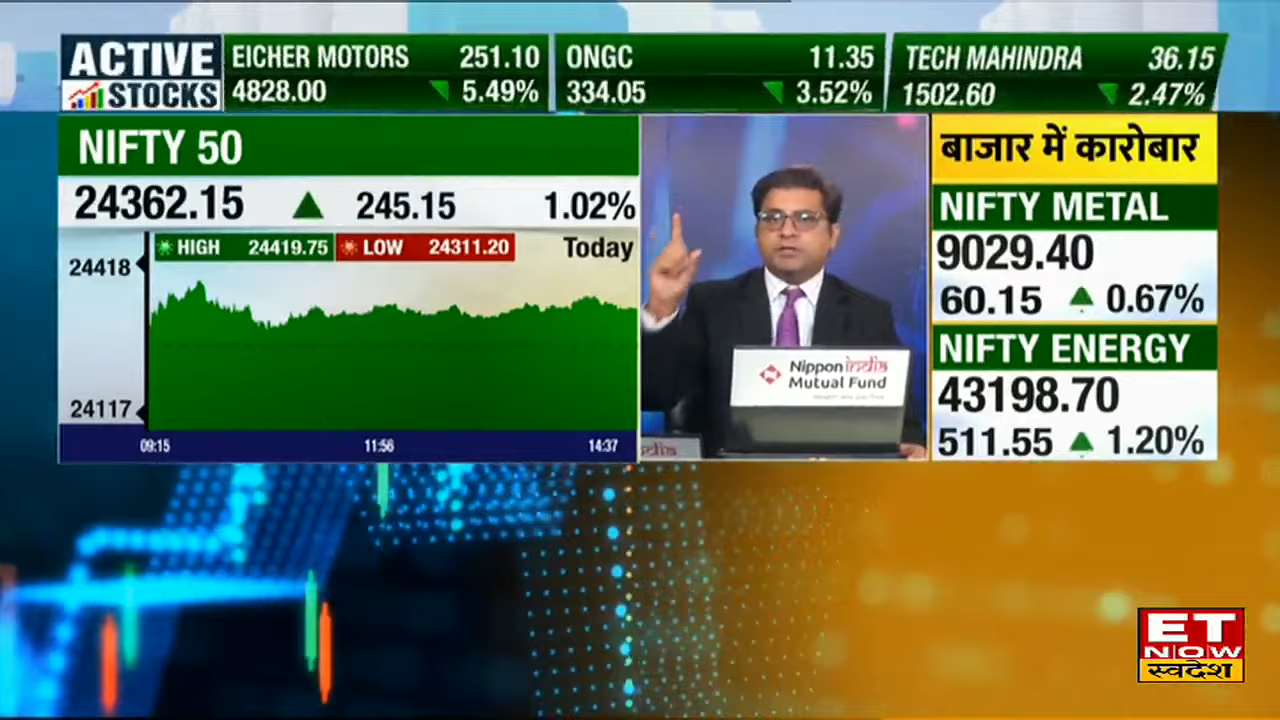 ACTIVE STOCKS
EICHER MOTORS 251.10
4828.00 5.49%
ONGC 11.35
334.05 3.52%
TECH MAHINDRA 36.15
1502.60 2.47%
NIFTY 50
24362.15 245.15 1.02%
HIGH 24419.75 LOW 24311.20 Today
24418
24117
09:15 11:56 14:37
Nippon india
Mutual Fund
india
बाजार में कारोबार
NIFTY METAL
9029.40
60.15 0.67%
NIFTY ENERGY
43198.70
511.55 1.20%
ET
NOW
स्वदेश